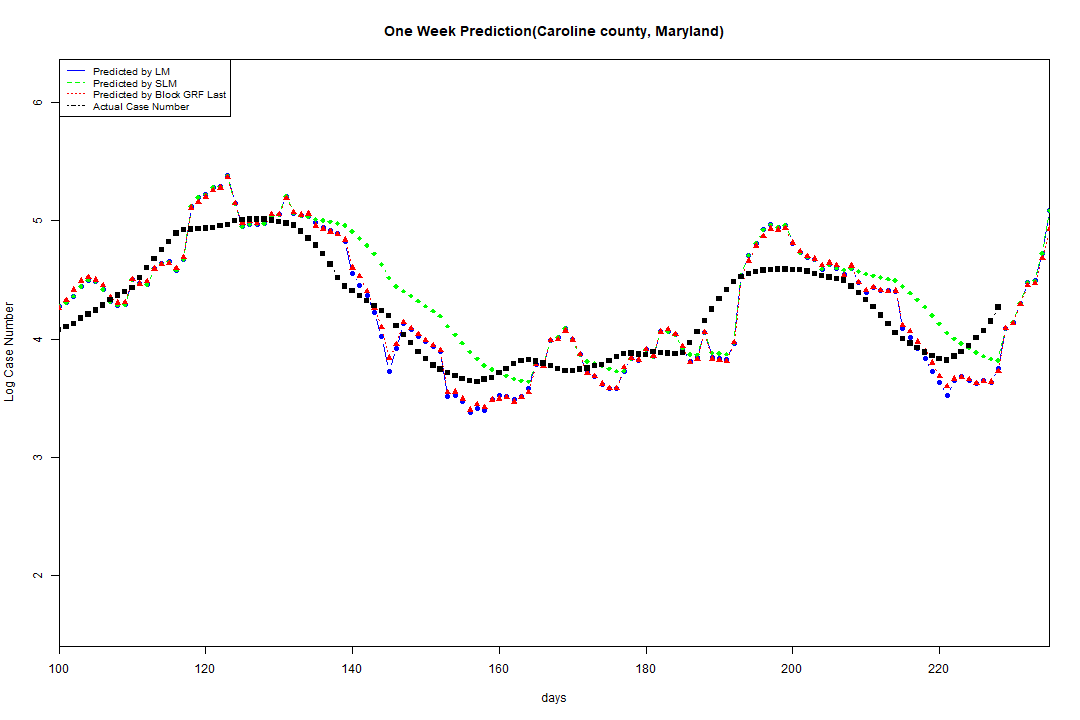 One Week Prediction(Caroline county, Maryland)
Predicted by LM
Predicted by SLM
Predicted by Block GRF Last
Actual Case Number
Log Case Number
6
5
4
3
2
100 120 140 160 180 200 220
days